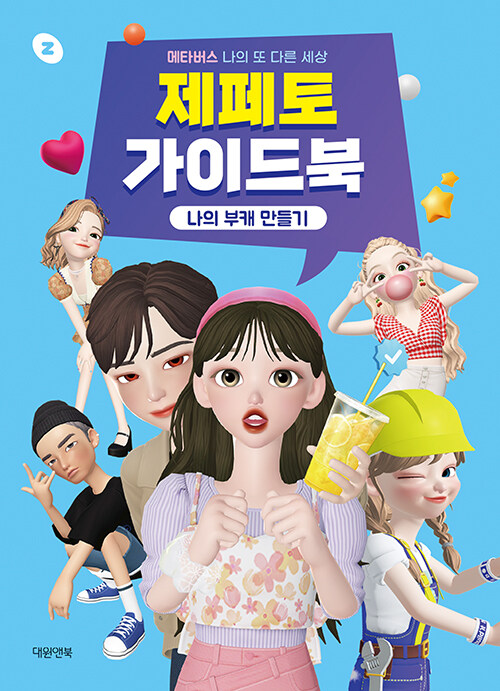 z
메타버스 나의 또 다른 세상
제페토
가이드북
나의 부캐 만들기
대원앤북